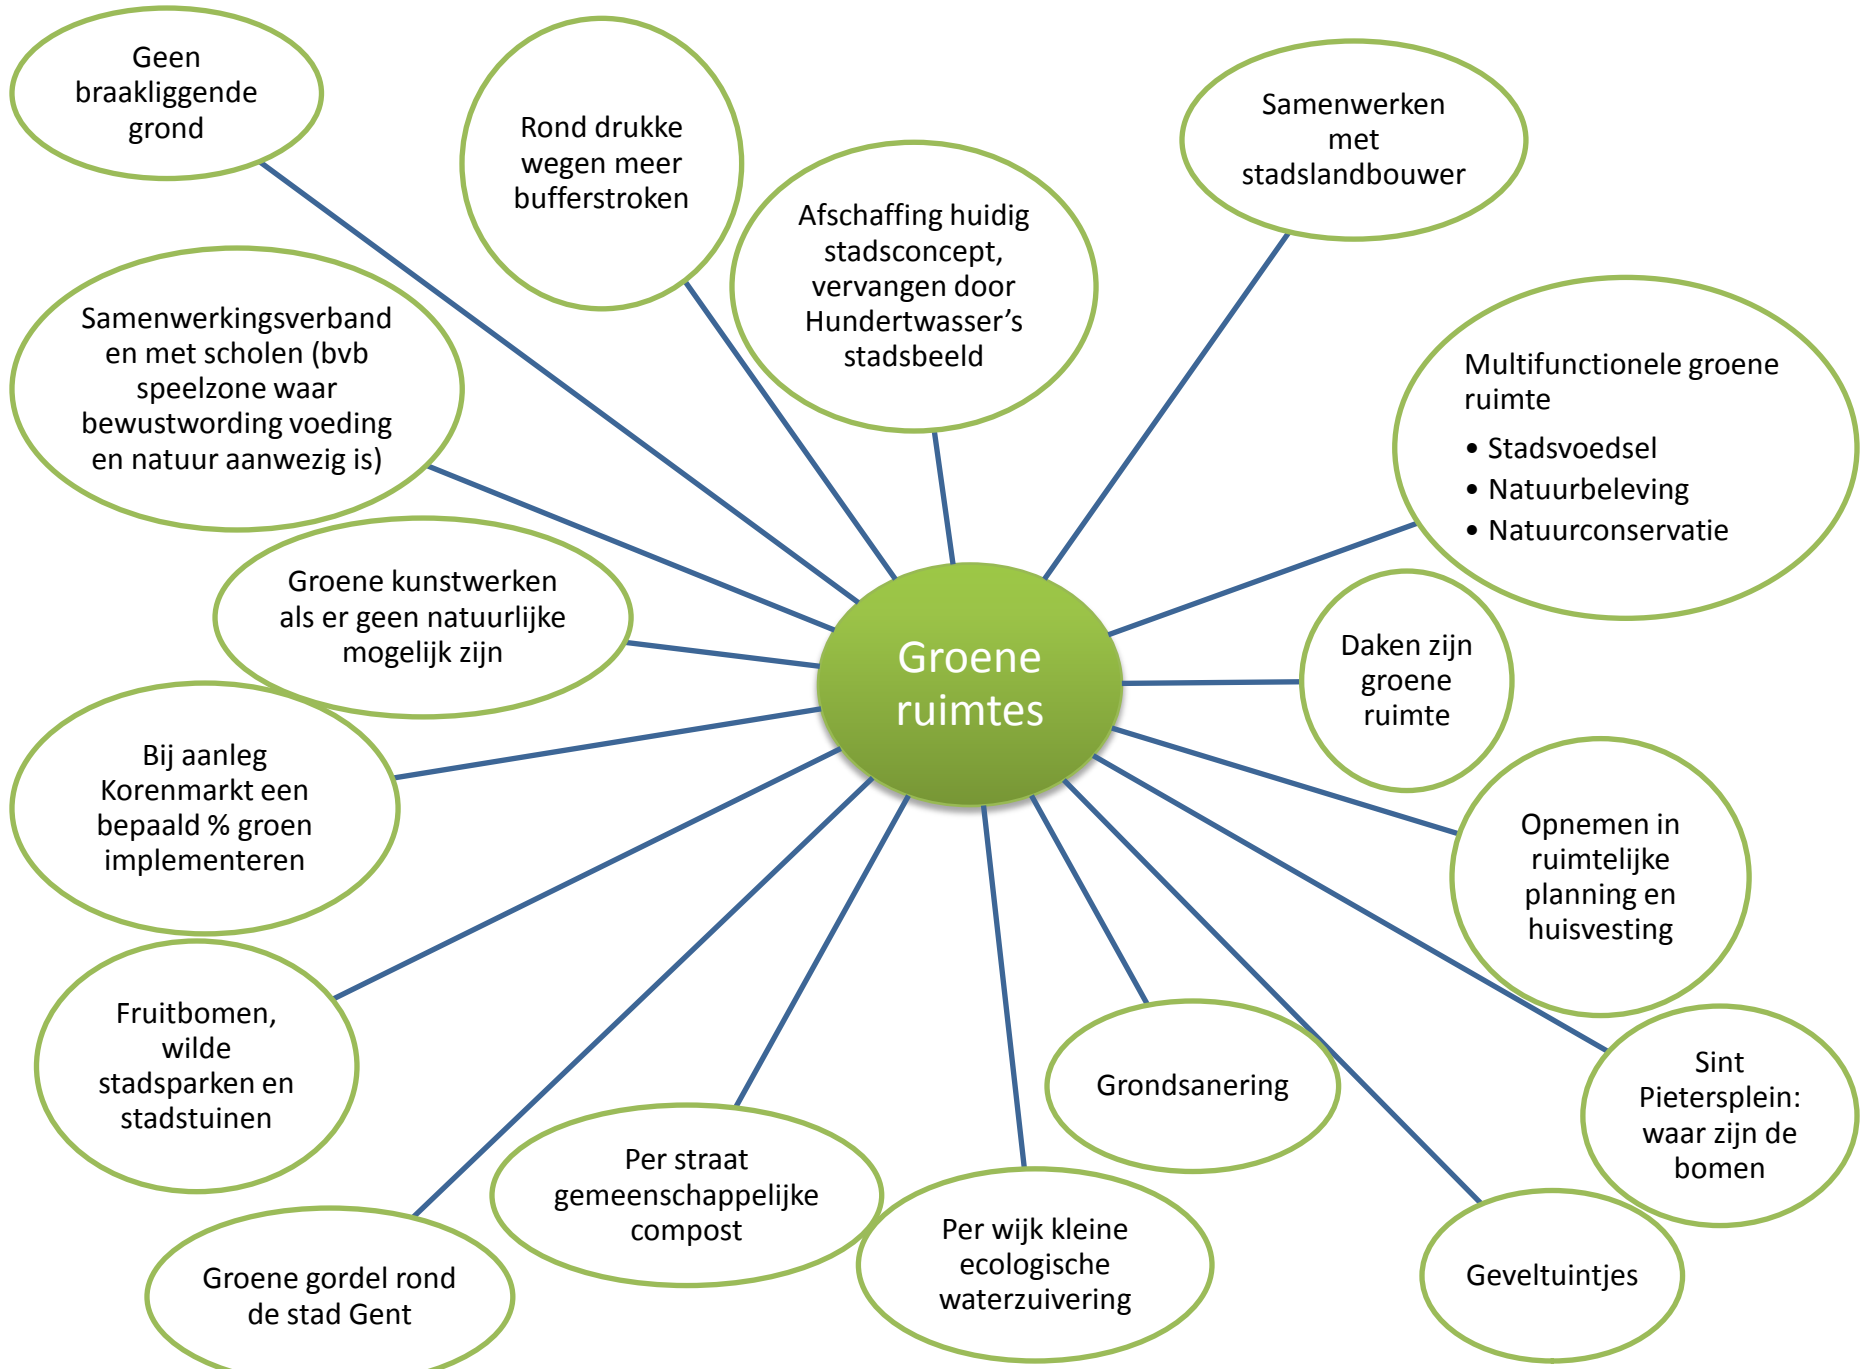 Geen
braakliggende
grond
Rond drukke
wegen meer
bufferstroken
Afschaffing huidig
stadsconcept,
vervangen door
Hundertwasser’s
stadsbeeld
Samenwerken
met
stadslandbouwer
Samenwerkingsverband
en met scholen (bvb
speelzone waar
bewustwording voeding
en natuur aanwezig is)
Multifunctionele groene
ruimte
• Stadsvoedsel
• Natuurbeleving
• Natuurconservatie
Groene kunstwerken
als er geen natuurlijke
mogelijk zijn
Groene
ruimtes
Daken zijn
groene
ruimte
Bij aanleg
Korenmarkt een
bepaald % groen
implementeren
Opnemen in
ruimtelijke
planning en
huisvesting
Fruitbomen,
wilde
stadsparken en
stadstuinen
Grondsanering
Sint
Pietersplein:
waar zijn de
bomen
Per straat
gemeenschappelijke
compost
Per wijk kleine
ecologische
waterzuivering
Geveltuintjes
Groene gordel rond
de stad Gent